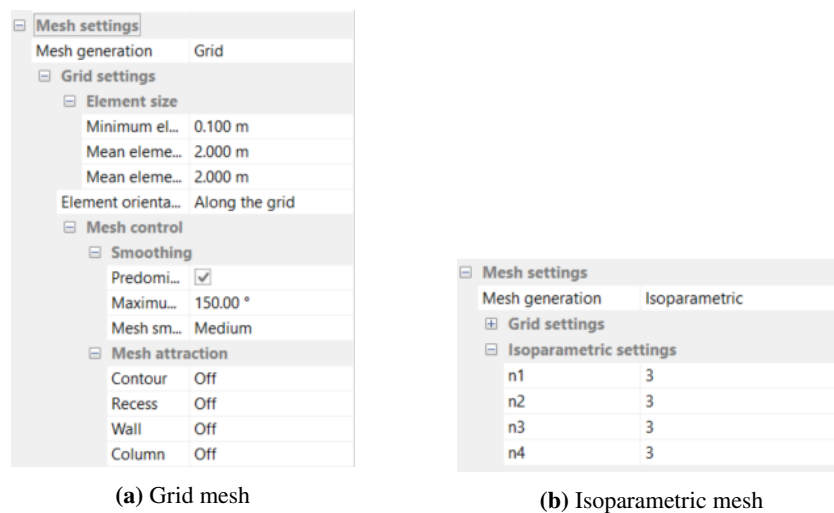 Mesh settings
Mesh generation Grid
Grid settings
Element size
Minimum el... 0.100 m
Mean eleme... 2.000 m
Mean eleme... 2.000 m
Element orienta... Along the grid
Mesh control
Smoothing
Predomi...
Maximu... 150.00 °
Mesh sm... Medium
Mesh attraction
Contour Off
Recess Off
Wall Off
Column Off
(a) Grid mesh
Mesh settings
Mesh generation Isoparametric
Grid settings
Isoparametric settings
n1 3
n2 3
n3 3
n4 3
(b) Isoparametric mesh